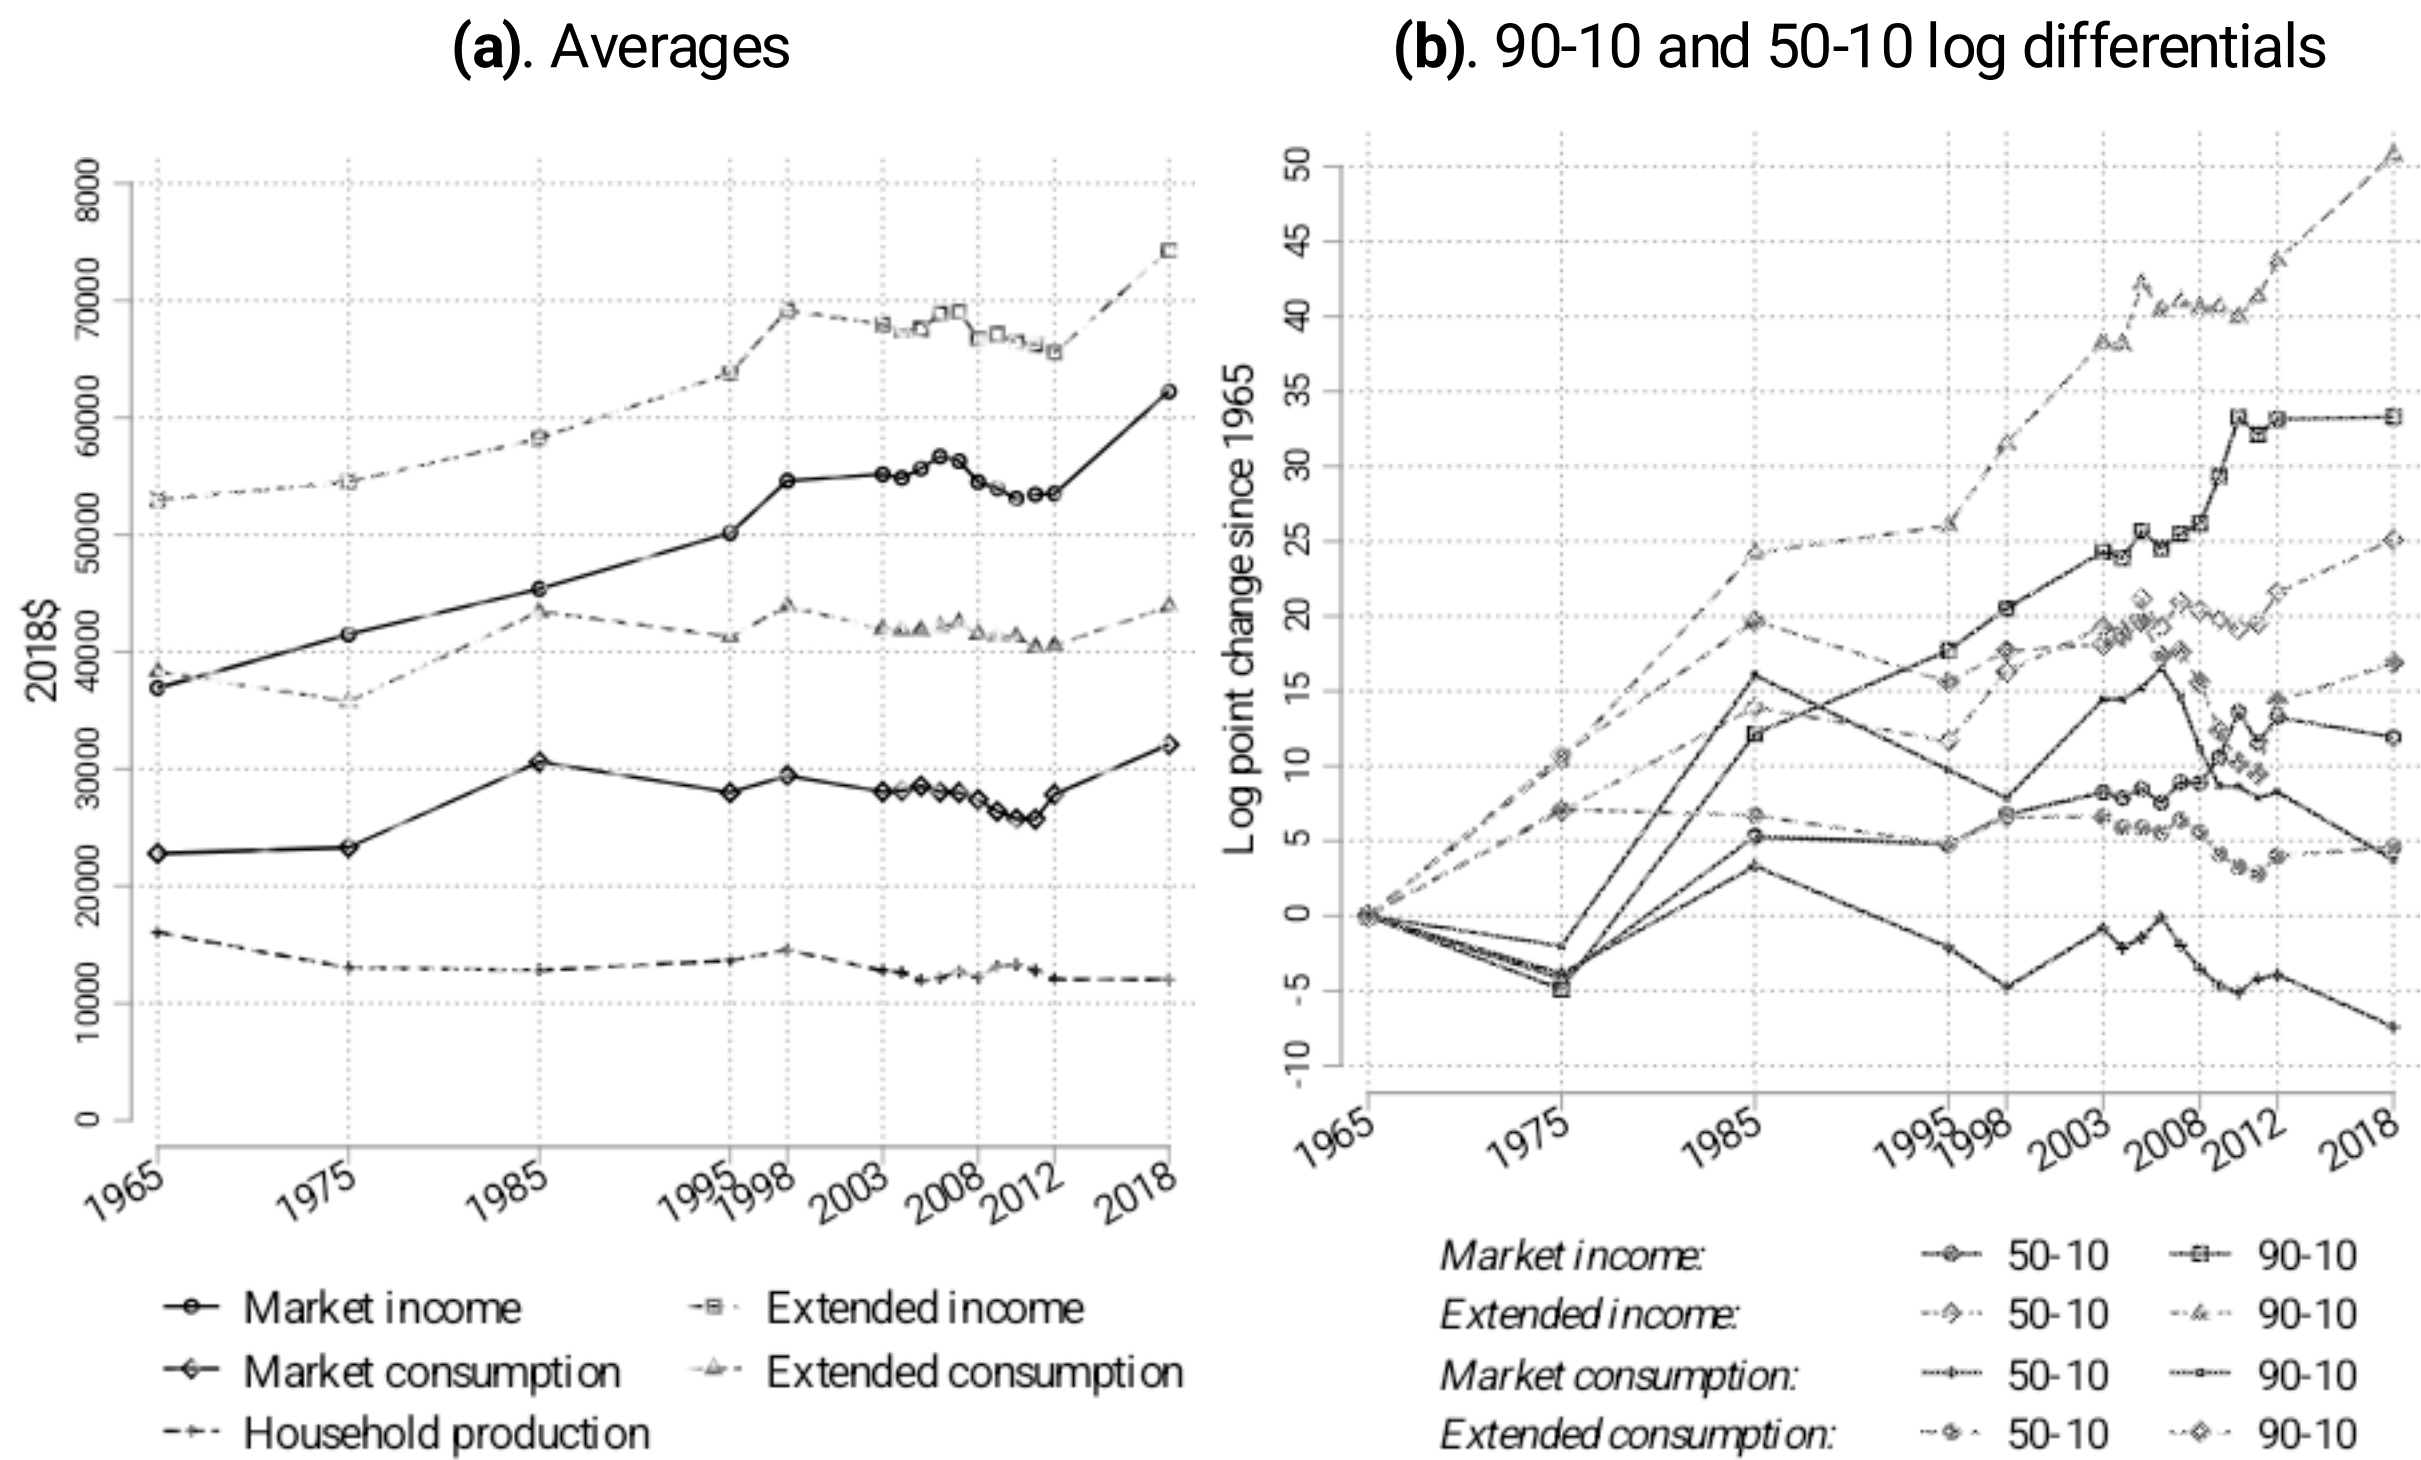 (a). Averages
2018$
8000
70000
60000
50000
40000
30000
20000
10000
0
1965 1975 1985 1995 1998 2003 2008 2012 2018
Market income Extended income
Market consumption Extended consumption
Household production
(b). 90-10 and 50-10 log differentials
Log point change since 1965
50
45
40
35
30
25
20
15
10
5
0
-5
-10
1965 1975 1985 1995 1998 2003 2008 2012 2018
Market income: 50-10 90-10
Extended income: 50-10 90-10
Market consumption: 50-10 90-10
Extended consumption: 50-10 90-10